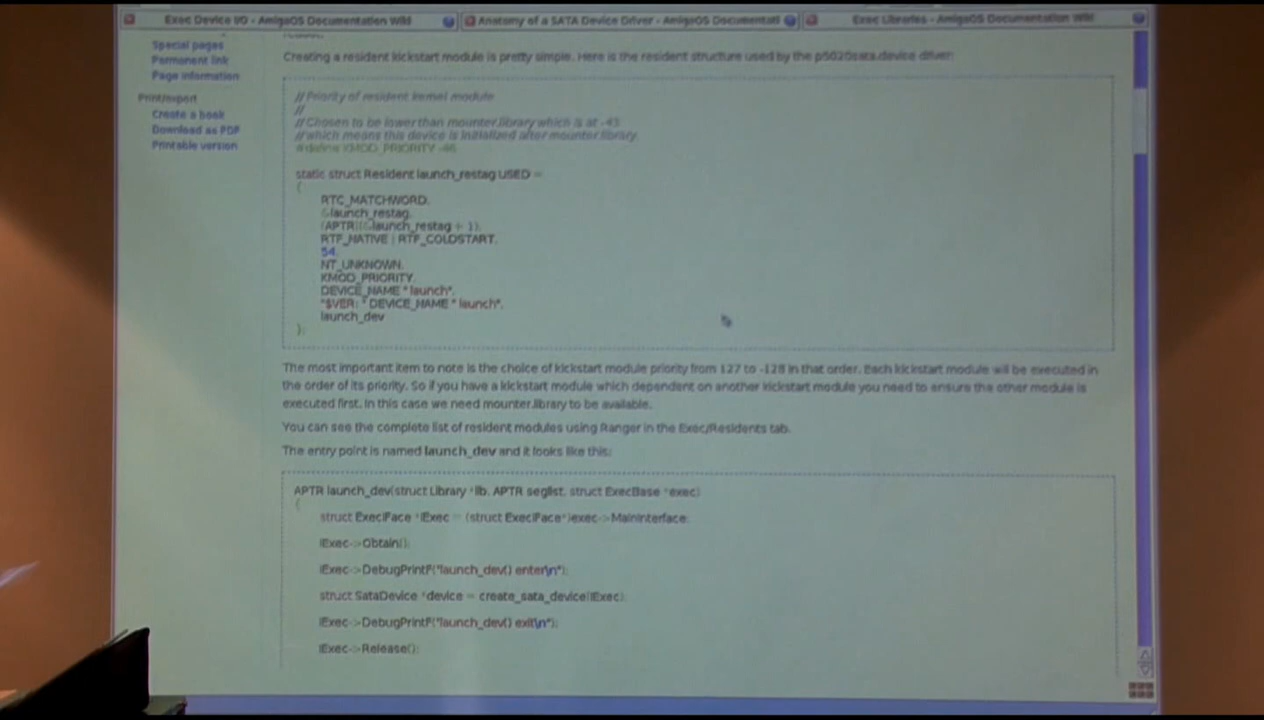 Exec Device I/O - AmigaOS Documentation Wiki
Anatomy of a SATA Device Driver - AmigaOS Documentati
Exec Libraries - AmigaOS Documentation Wiki
Special pages
Permanent link
Page information
Print/export
Create a book
Download as PDF
Printable version
Creating a resident kickstart module is pretty simple. Here is the resident structure used by the p5020sata.device driver:
// Priority of resident kernel module
//
// Chosen to be lower than mounter.library which is at -45
// which means this device is initialized after mounter.library.
#define KMOD_PRIORITY -46
static struct Resident launch_restag USED =
{
RTC_MATCHWORD,
&launch_restag,
(APTR)(&launch_restag + 1),
RTF_NATIVE | RTF_COLDSTART,
54,
NT_UNKNOWN,
KMOD_PRIORITY,
DEVICE_NAME " launch",
"$VER: " DEVICE_NAME " launch",
launch_dev
};
The most important item to note is the choice of kickstart module priority from 127 to -128 in that order. Each kickstart module will be executed in
the order of its priority. So if you have a kickstart module which dependent on another kickstart module you need to ensure the other module is
executed first. In this case we need mounter.library to be available.
You can see the complete list of resident modules using Ranger in the Exec/Residents tab.
The entry point is named launch_dev and it looks like this:
APTR launch_dev(struct Library *lib, APTR seglist, struct ExecBase *exec)
{
struct ExecIFace *IExec = (struct ExecIFace*)exec->MainInterface;
IExec->Obtain();
IExec->DebugPrintF("launch_dev() enter\n");
struct SataDevice *device = create_sata_device(IExec);
IExec->DebugPrintF("launch_dev() exit\n");
IExec->Release();